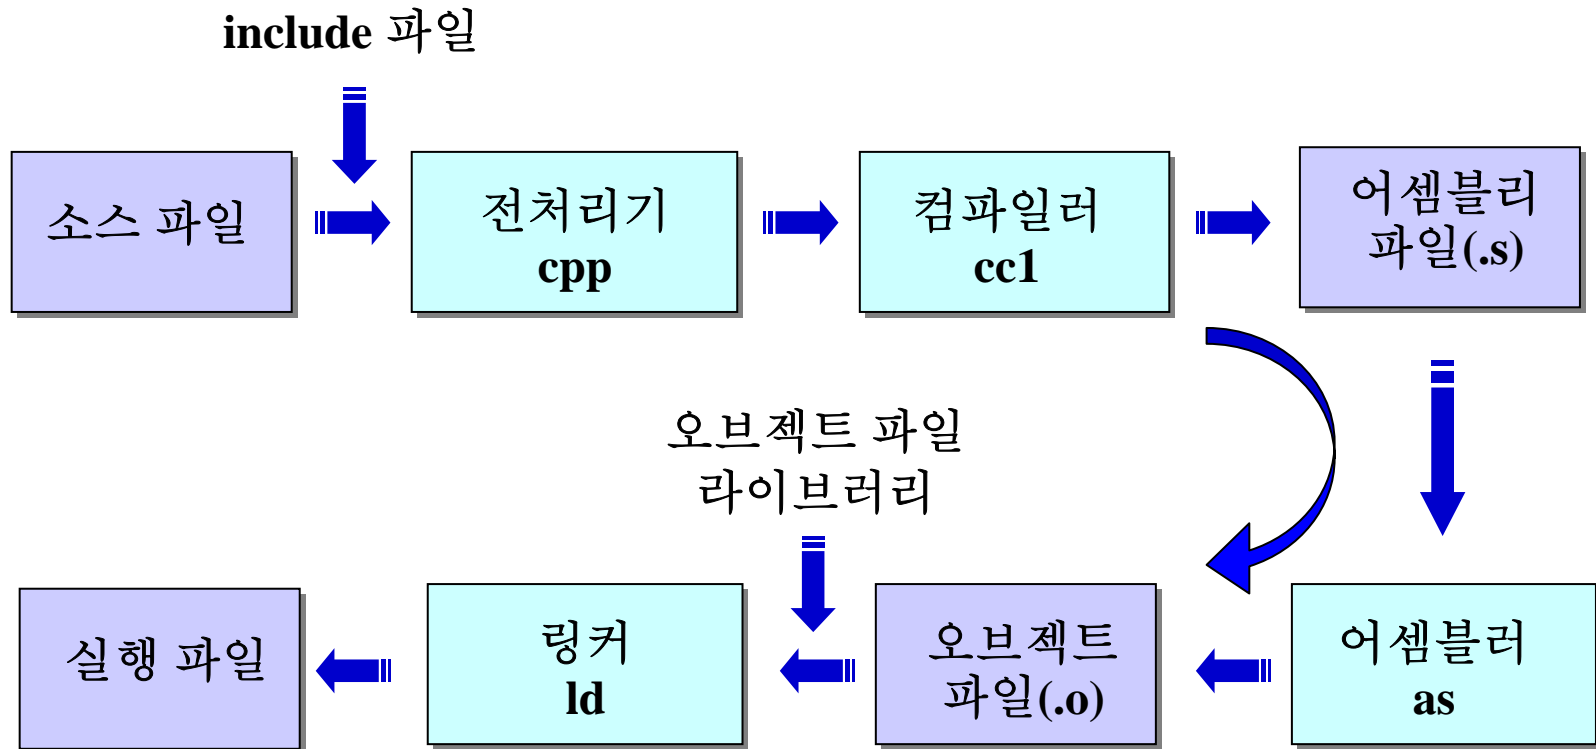 include 파일
소스 파일
전처리기
cpp
컴파일러
cc1
어셈블리
파일(.s)
오브젝트 파일
라이브러리
실행 파일
링커
ld
오브젝트
파일(.o)
어셈블러
as